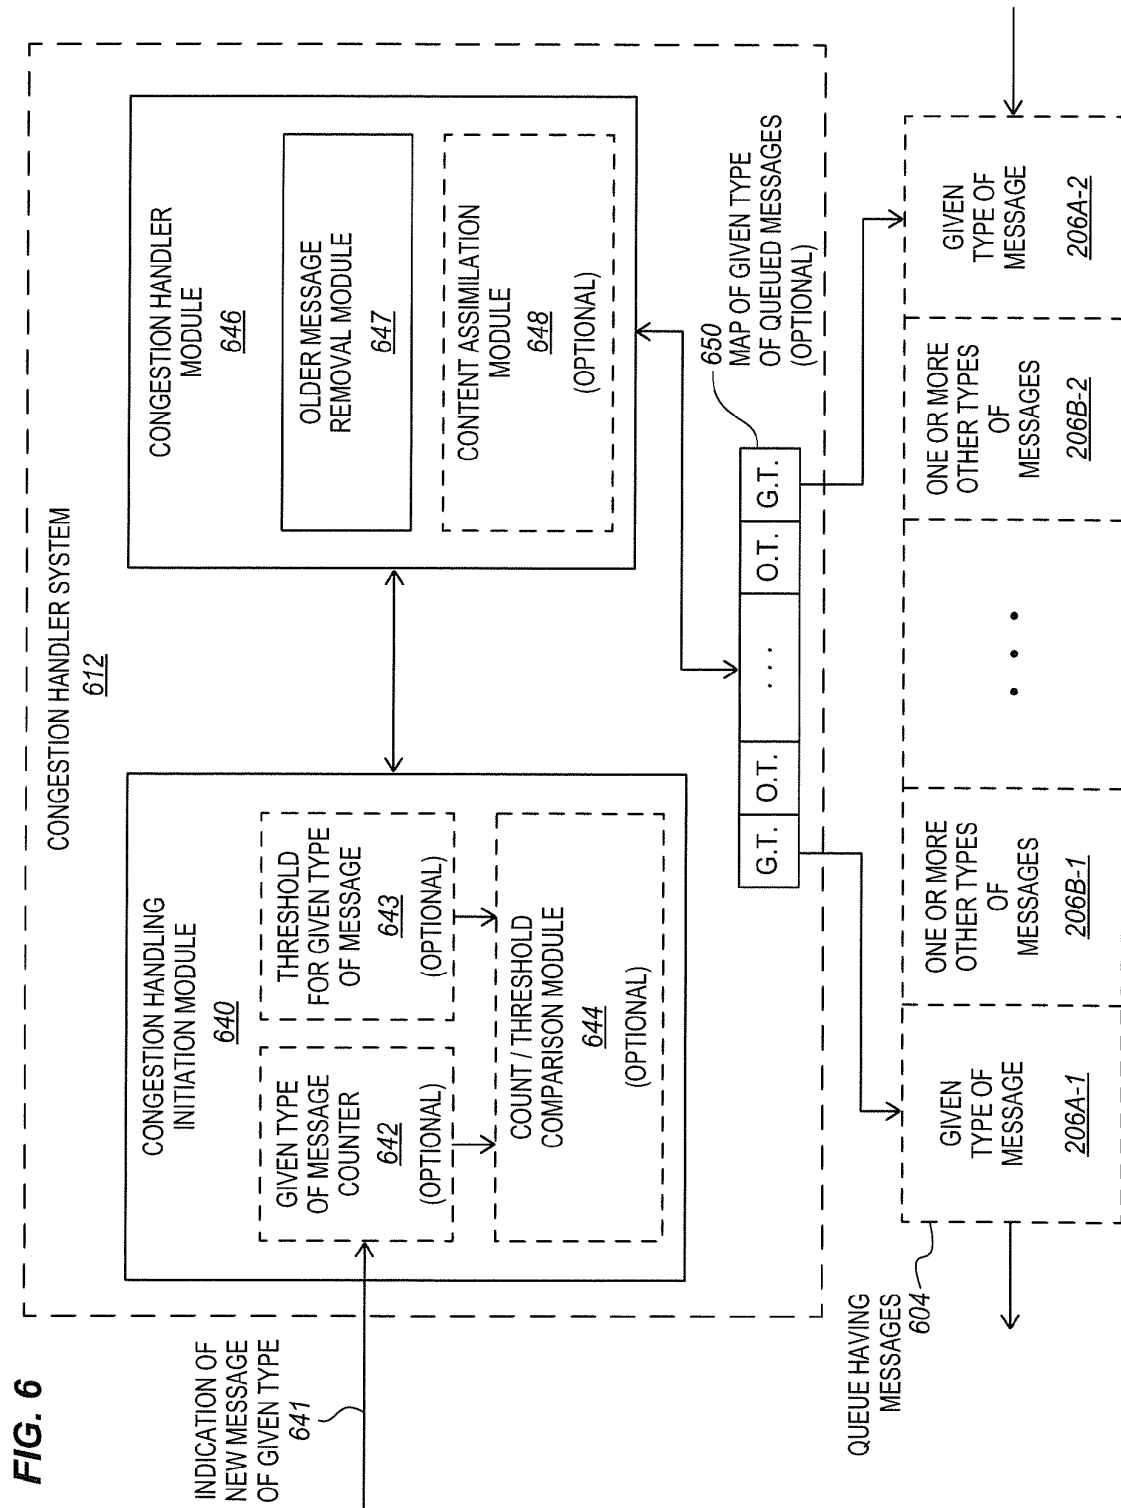 FIG. 6
CONGESTION HANDLER SYSTEM
612
INDICATION OF
NEW MESSAGE
OF GIVEN TYPE
641
CONGESTION HANDLING
INITIATION MODULE
640
GIVEN TYPE
OF MESSAGE
COUNTER
642
(OPTIONAL)
THRESHOLD
FOR GIVEN TYPE
OF MESSAGE
643
(OPTIONAL)
COUNT / THRESHOLD
COMPARISON MODULE
644
(OPTIONAL)
CONGESTION HANDLER
MODULE
646
OLDER MESSAGE
REMOVAL MODULE
647
CONTENT ASSIMILATION
MODULE
648
(OPTIONAL)
650
MAP OF GIVEN TYPE
OF QUEUED MESSAGES
(OPTIONAL)
G.T.
O.T.
. . .
O.T.
G.T.
QUEUE HAVING
MESSAGES
604
GIVEN
TYPE OF
MESSAGE
206A-1
ONE OR MORE
OTHER TYPES
OF
MESSAGES
206B-1
• • •
ONE OR MORE
OTHER TYPES
OF
MESSAGES
206B-2
GIVEN
TYPE OF
MESSAGE
206A-2